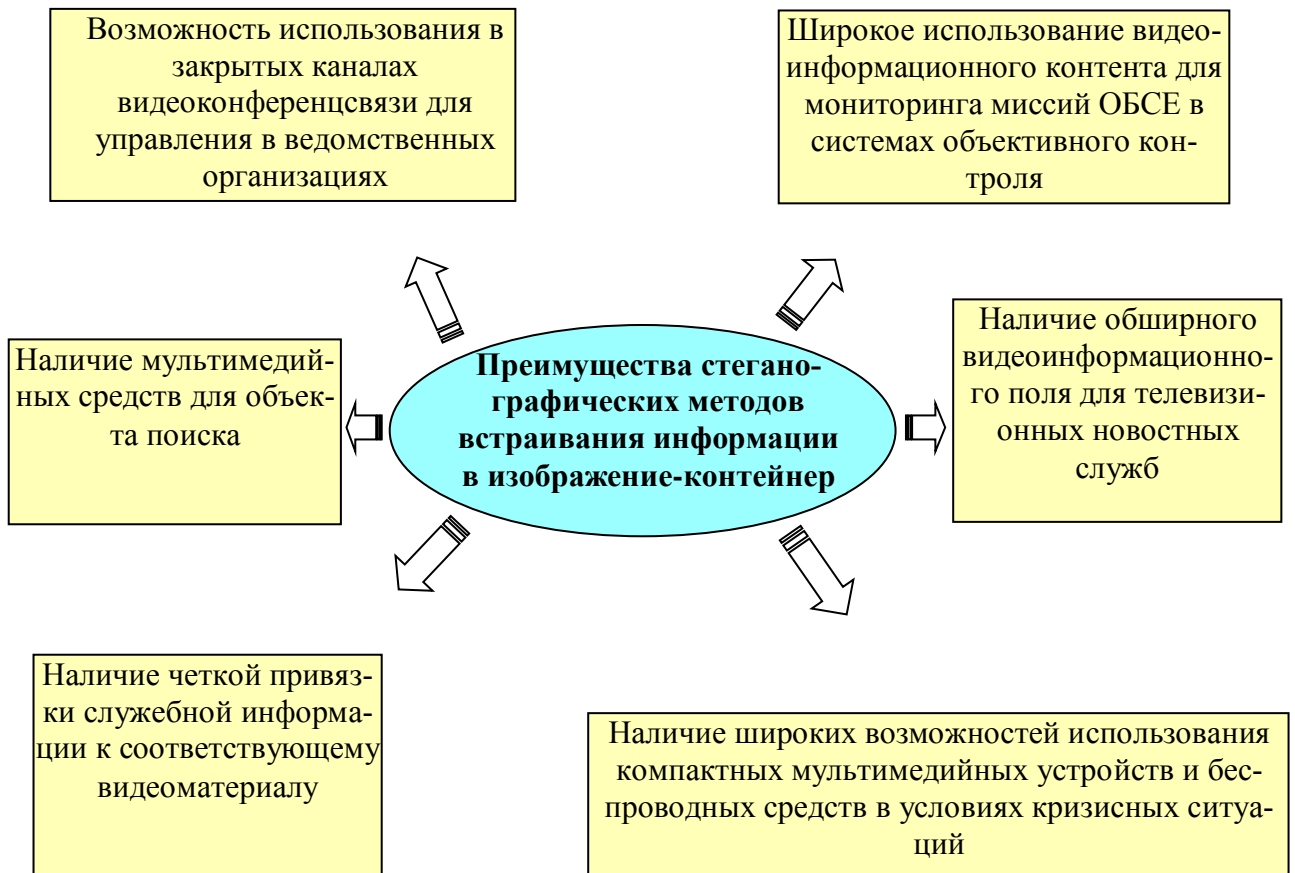 Возможность использования в
закрытых каналах
видеоконференцсвязи для
управления в ведомственных
организациях
Широкое использование видео-
информационного контента для
мониторинга миссий ОБСЕ в
системах объективного кон-
троля
Наличие мультимедий-
ных средств для объек-
та поиска
Преимущества стегано-
графических методов
встраивания информации
в изображение-контейнер
Наличие обширного
видеоинформационно-
го поля для телевизи-
онных новостных
служб
Наличие четкой привяз-
ки служебной информа-
ции к соответствующему
видеоматериалу
Наличие широких возможностей использования
компактных мультимедийных устройств и бес-
проводных средств в условиях кризисных ситуа-
ций